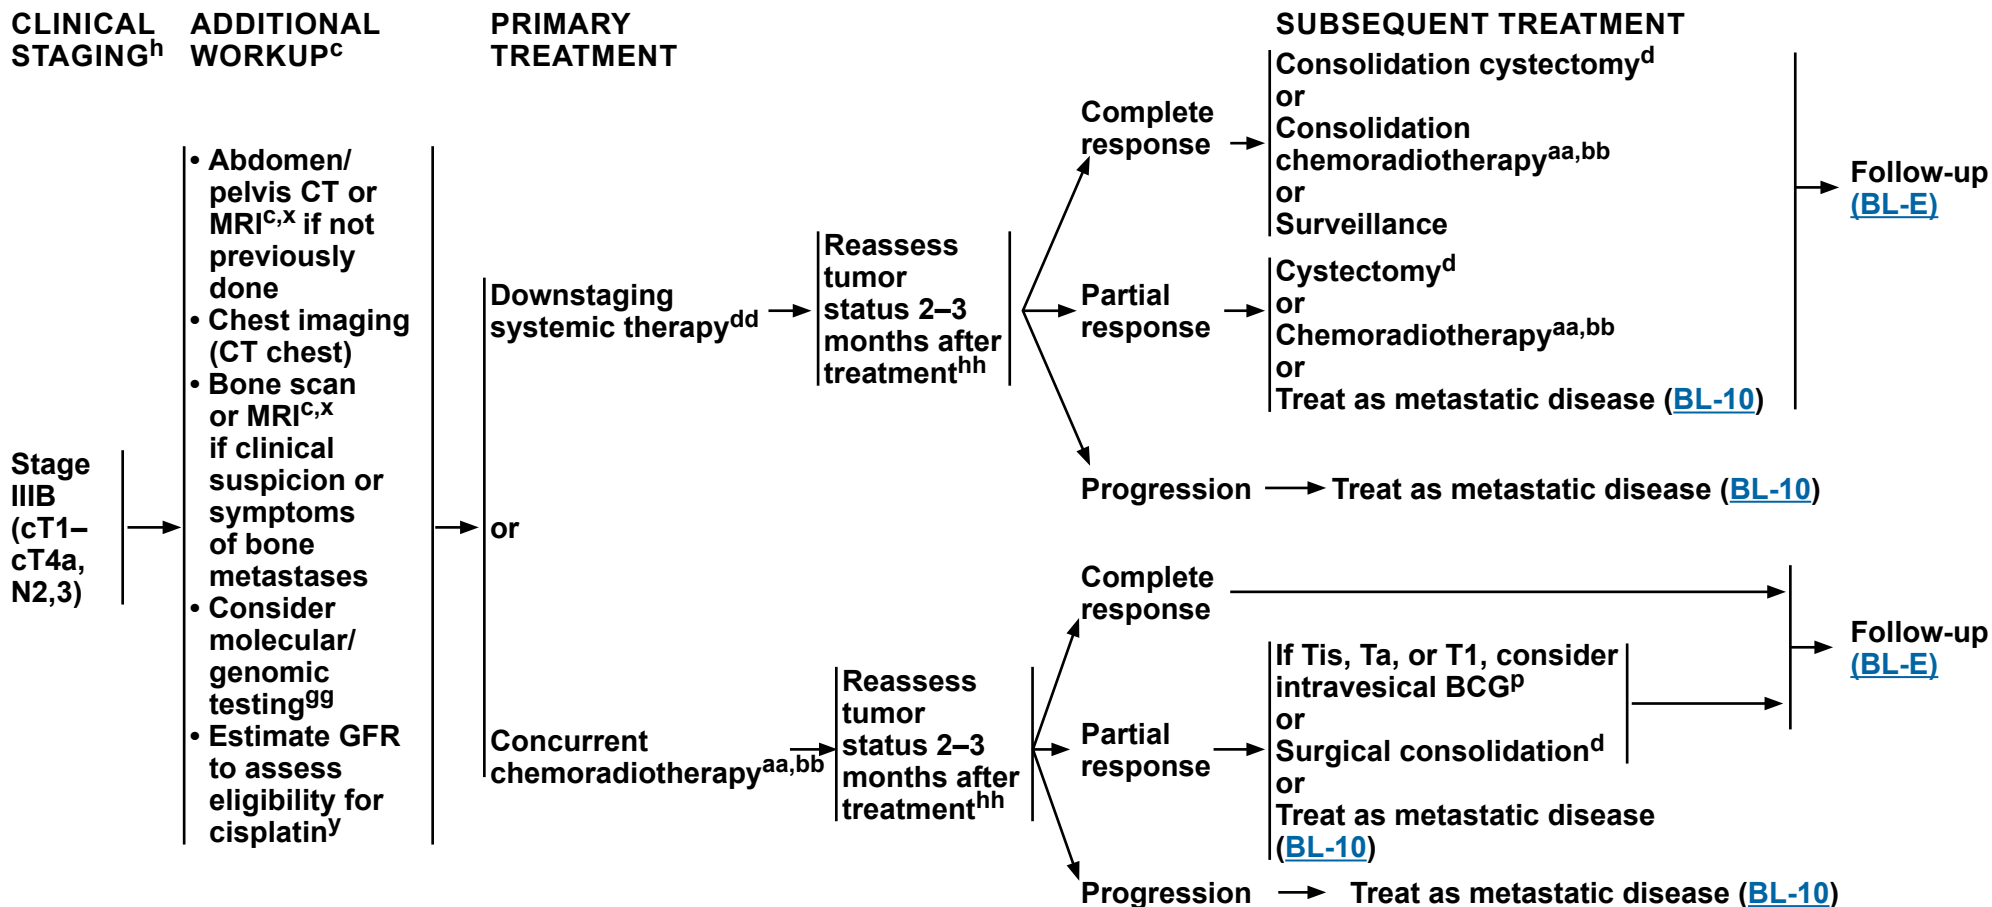 CLINICAL
STAGINGh
ADDITIONAL
WORKUPc
PRIMARY
TREATMENT
SUBSEQUENT TREATMENT
Stage
IIIB
(cT1–
cT4a,
N2,3)
• Abdomen/
pelvis CT or
MRIc,x if not
previously
done
• Chest imaging
(CT chest)
• Bone scan
or MRIc,x
if clinical
suspicion or
symptoms
of bone
metastases
• Consider
molecular/
genomic
testinggg
• Estimate GFR
to assess
eligibility for
cisplatiny
Downstaging
systemic therapydd
or
Concurrent
chemoradiotherapyaa,bb
Reassess
tumor
status 2–3
months after
treatmenthh
Complete
response
Consolidation cystectomyd
or
Consolidation
chemoradiotherapyaa,bb
or
Surveillance
Partial
response
Cystectomyd
or
Chemoradiotherapyaa,bb
or
Treat as metastatic disease (BL-10)
Follow-up
(BL-E)
Progression
Treat as metastatic disease (BL-10)
Reassess
tumor
status 2–3
months after
treatmenthh
Complete
response
Partial
response
If Tis, Ta, or T1, consider
intravesical BCGp
or
Surgical consolidationd
or
Treat as metastatic disease
(BL-10)
Follow-up
(BL-E)
Progression
Treat as metastatic disease (BL-10)